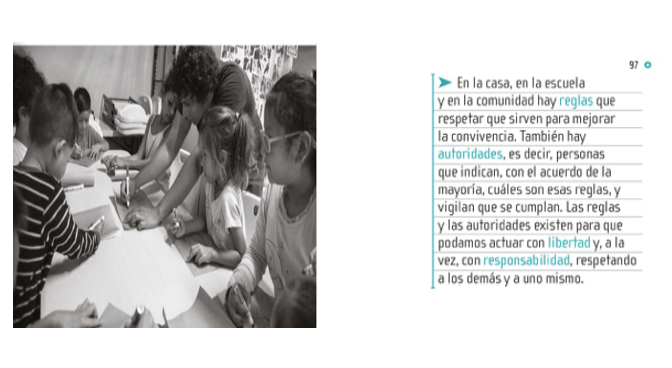 97
En la casa, en la escuela
y en la comunidad hay reglas que
respetar que sirven para mejorar
la convivencia. También hay
autoridades, es decir, personas
que indican, con el acuerdo de la
mayoría, cuáles son esas reglas, y
vigilan que se cumplan. Las reglas
y las autoridades existen para que
podamos actuar con libertad y, a la
vez, con responsabilidad, respetando
a los demás y a uno mismo.